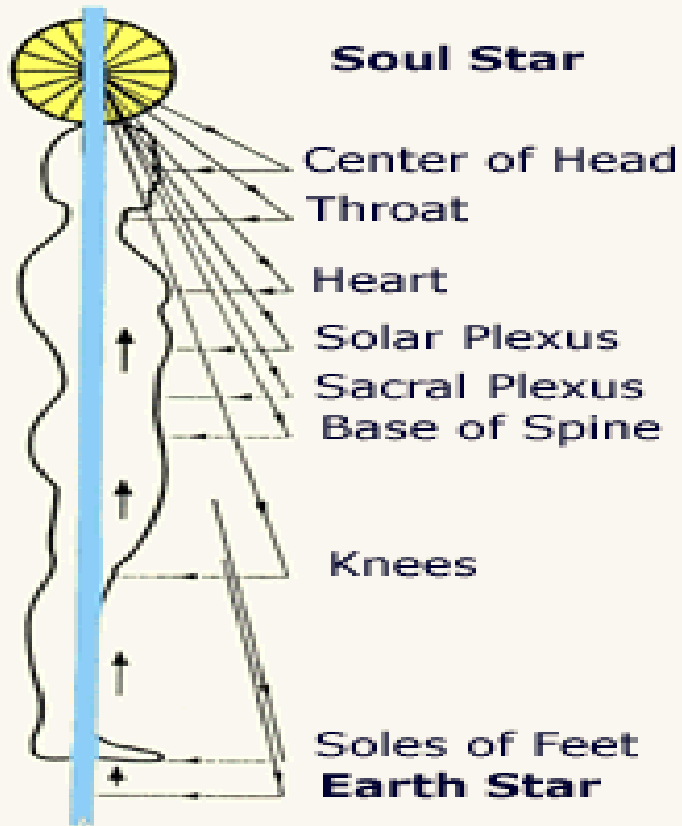 Soul Star
Center of Head
Throat
Heart
Solar Plexus
Sacral Plexus
Base of Spine
Knees
Soles of Feet
Earth Star